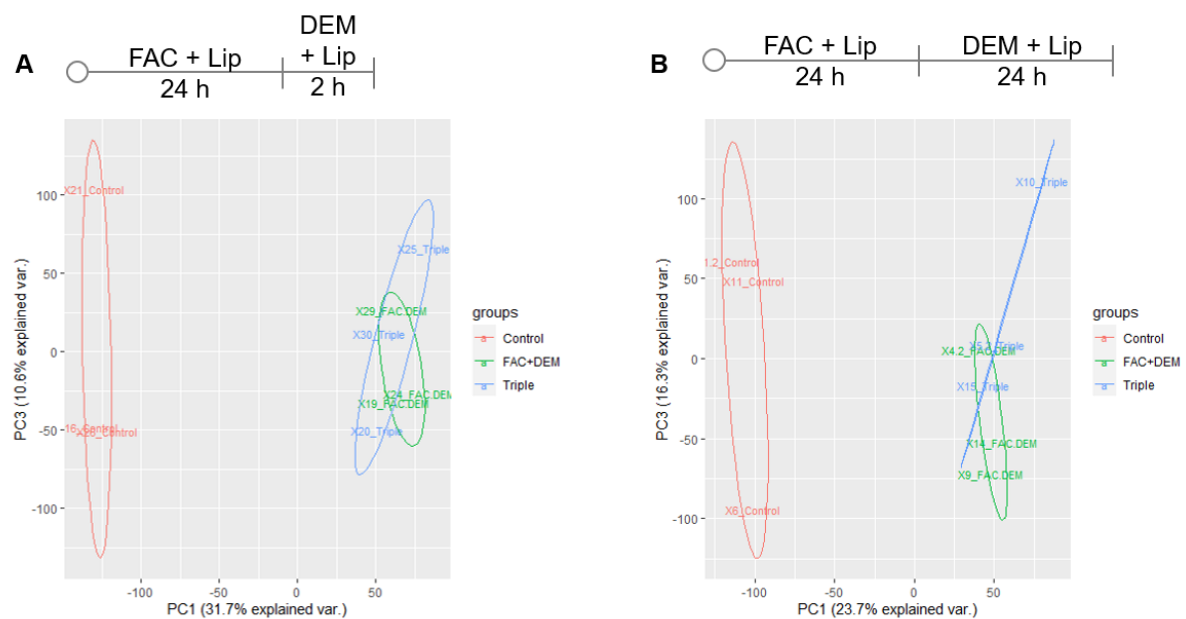 A
FAC + Lip
24 h
DEM
+ Lip
2 h
PC3 (10.6% explained var.)
100
50
0
-50
-100
X21_Control
16_Control
X26_Control
X25_Triple
X29_FAC.DEM
X30_Triple
X24_FAC.DEM
X19_FAC.DEM
X20_Triple
-100
-50
0
50
PC1 (31.7% explained var.)
groups
a Control
a FAC+DEM
a Triple
B
FAC + Lip
24 h
DEM + Lip
24 h
PC3 (16.3% explained var.)
100
50
0
-50
-100
X10_Triple
1.2_Control
X11_Control
X5.2_Triple
X4.2_FAC.DEM
X15_Triple
X14_FAC.DEM
X9_FAC.DEM
X6_Control
-100
-50
0
50
PC1 (23.7% explained var.)
groups
a Control
a FAC+DEM
a Triple